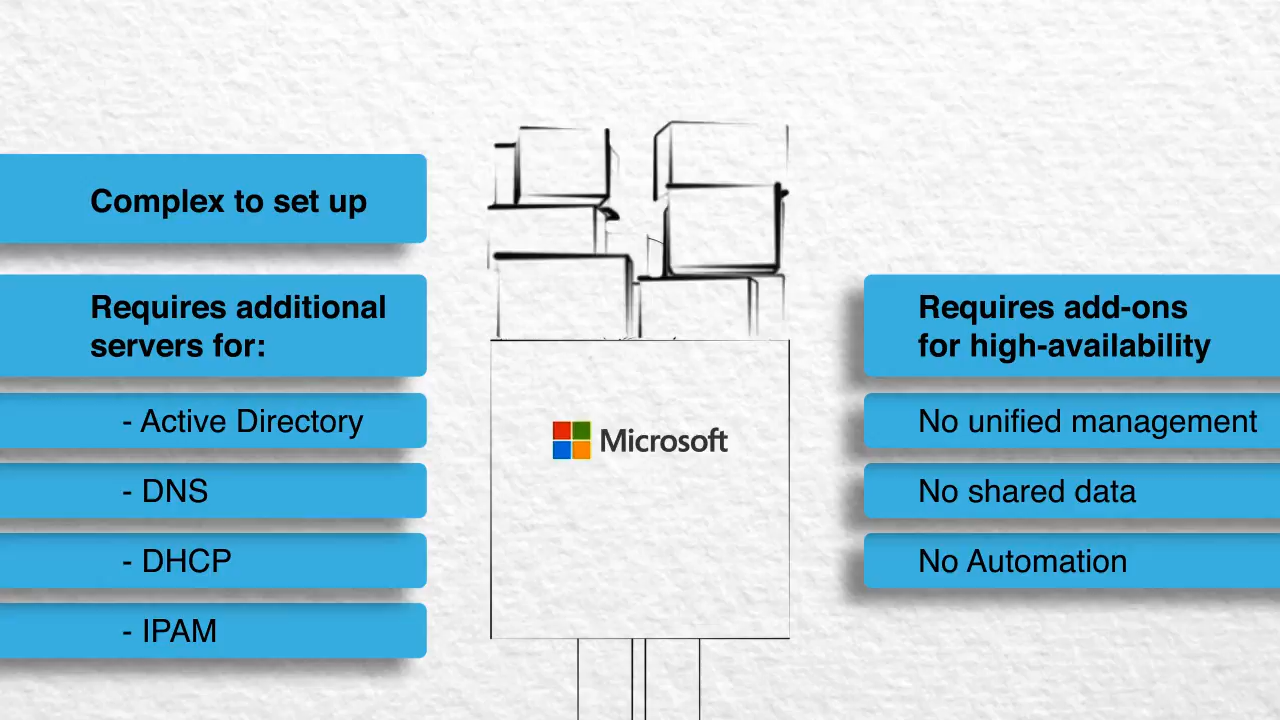 Complex to set up
Requires additional
servers for:
- Active Directory
- DNS
- DHCP
- IPAM
Microsoft
Requires add-ons
for high-availability
No unified management
No shared data
No Automation